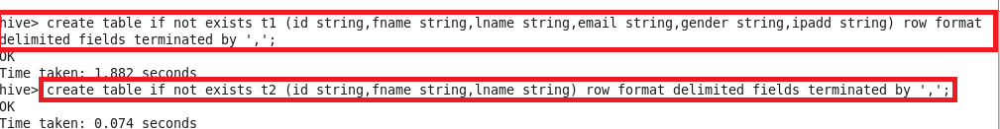 hive> create table if not exists t1 (id string,fname string,lname string,email string,gender string,ipadd string) row format
delimited fields terminated by ',';
OK
Time taken: 1.882 seconds
hive> create table if not exists t2 (id string,fname string,lname string) row format delimited fields terminated by ',';
OK
Time taken: 0.074 seconds